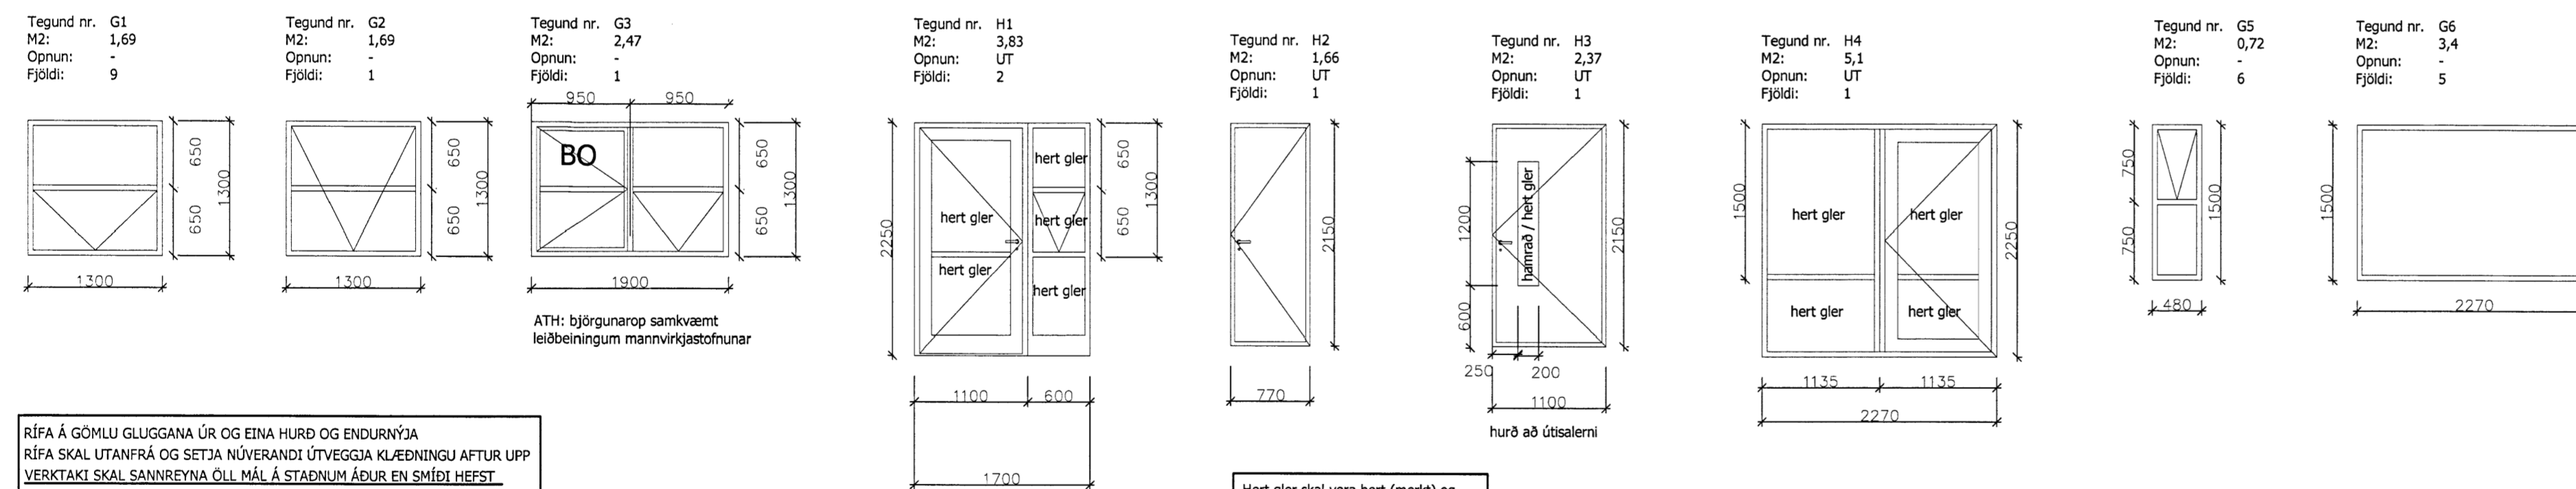 Tegund nr. G1
M2: 1,69
Opnun: -
Fjöldi: 9
650
650
1300
1300
Tegund nr. G2
M2: 1,69
Opnun: -
Fjöldi: 1
650
650
1300
1300
Tegund nr. G3
M2: 2,47
Opnun: -
Fjöldi: 1
950 950
BO
650
650
1300
1900
ATH: björgunarop samkvæmt
leiðbeiningum mannvirkjastofnunar
Tegund nr. H1
M2: 3,83
Opnun: UT
Fjöldi: 2
2250
hert gler
hert gler
hert gler
hert gler
hert gler
650
650
1300
1100 600
1700
Tegund nr. H2
M2: 1,66
Opnun: UT
Fjöldi: 1
2150
770
Tegund nr. H3
M2: 2,37
Opnun: UT
Fjöldi: 1
1200
600
hamrað / hert gler
2150
250 200
1100
hurð að útisalerni
Tegund nr. H4
M2: 5,1
Opnun: UT
Fjöldi: 1
1500
hert gler hert gler
hert gler hert gler
2250
1135 1135
2270
Tegund nr. G5
M2: 0,72
Opnun: -
Fjöldi: 6
750
750
1500
480
Tegund nr. G6
M2: 3,4
Opnun: -
Fjöldi: 5
1500
2270
RÍFA Á GÖMLU GLUGGANA ÚR OG EINA HURÐ OG ENDURNÝJA
RÍFA SKAL UTANFRÁ OG SETJA NÚVERANDI ÚTVEGGJA KLÆÐNINGU AFTUR UPP
VERKTAKI SKAL SANNREYNA ÖLL MÁL Á STAÐNUM ÁÐUR EN SMÍÐI HEFST
Hert gler skal vera hert (merkt) og